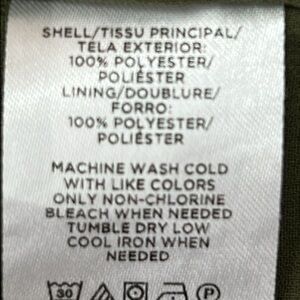 SHELL/TISSU PRINCIPAL/
TELA EXTERIOR:
100% POLYESTER/
POLIÉSTER
LINING/DOUBLURE/
FORRO:
100% POLYESTER/
POLIÉSTER
MACHINE WASH COLD
WITH LIKE COLORS
ONLY NON-CHLORINE
BLEACH WHEN NEEDED
TUMBLE DRY LOW
COOL IRON WHEN
NEEDED
30 P